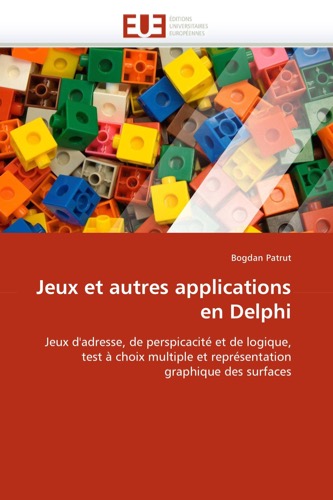 EUE
ÉDITIONS
UNIVERSITAIRES
EUROPÉENNES
Bogdan Patrut
Jeux et autres applications
en Delphi
Jeux d'adresse, de perspicacité et de logique,
test à choix multiple et représentation
graphique des surfaces